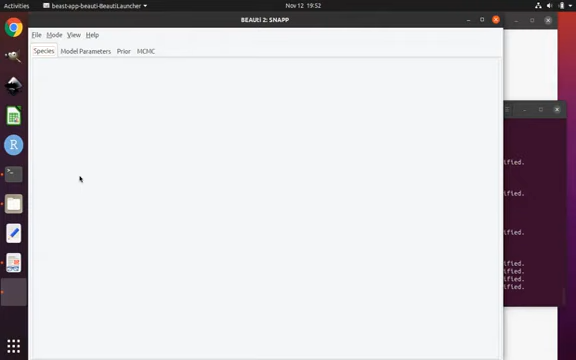 Activities
beast-app-beauti-BeautiLauncher
Nov 12 19:52
BEAUti 2: SNAPP
File Mode View Help
Species Model Parameters Prior MCMC
ified.
ified.
ified.
ified.
ified.
ified.
ified.